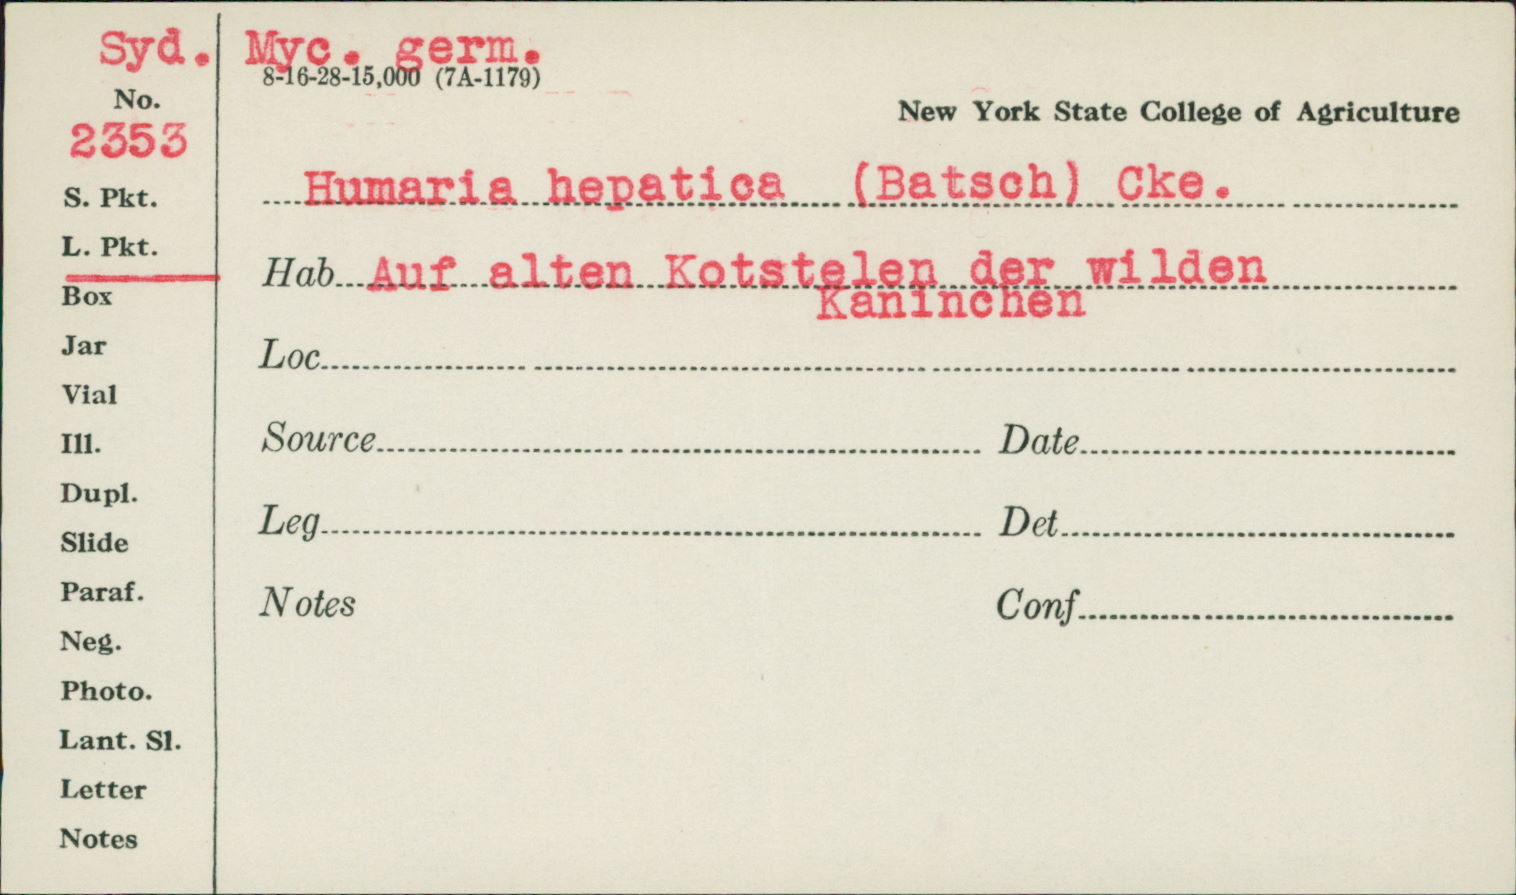 Syd. Myc. germ.
8-16-28-15,000 (7A-1179)
No.
New York State College of Agriculture
2353
Humaria hepatica (Batsch) Cke.
S. Pkt.
L. Pkt.
Hab. Auf alten Kotstelen der wilden
Kaninchen
Box
Jar
Loc.
Vial
Ill.
Source Date
Dupl.
Leg. Det.
Slide
Paraf.
Notes Conf.
Neg.
Photo.
Lant. Sl.
Letter
Notes